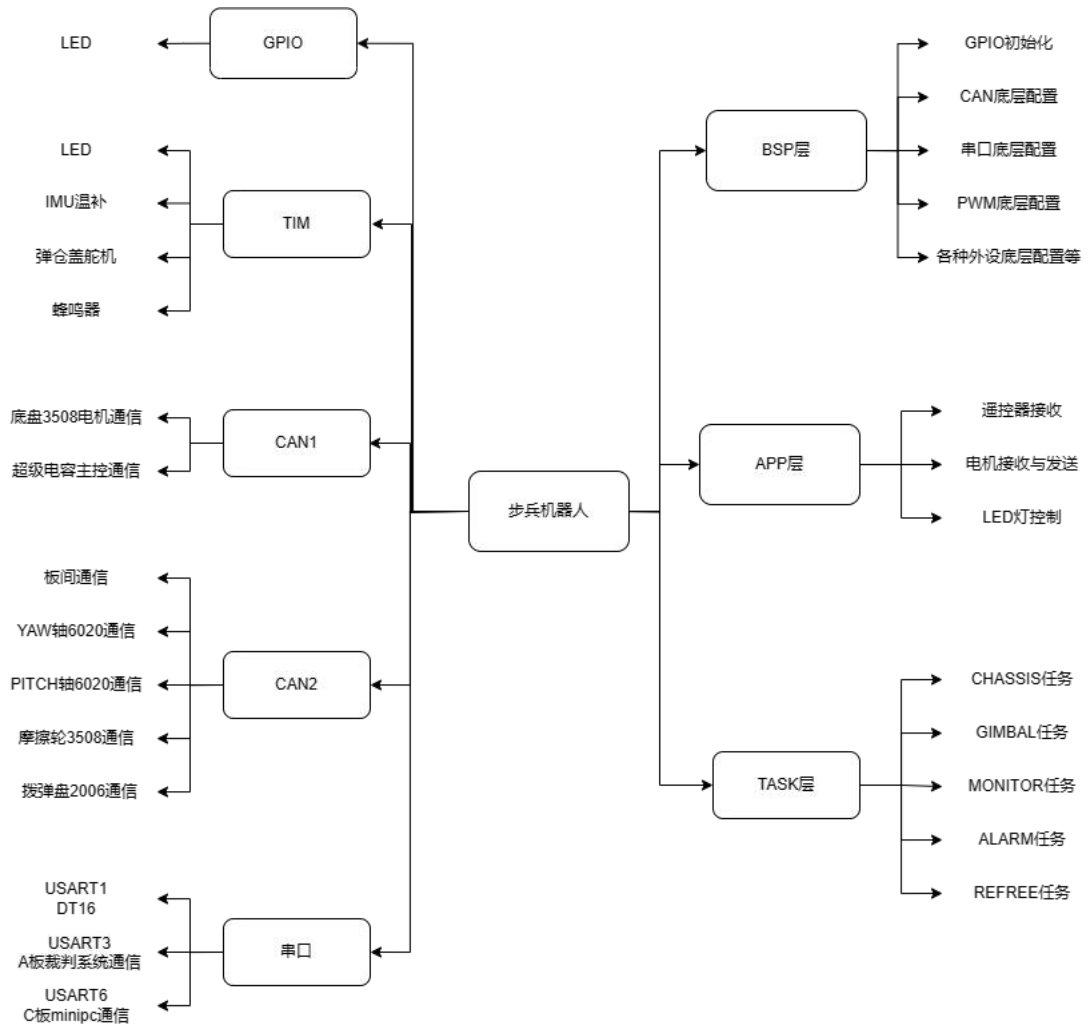 LED
GPIO
LED
IMU温补
弹仓盖舵机
蜂鸣器
TIM
底盘3508电机通信
超级电容主控通信
CAN1
板间通信
YAW轴6020通信
PITCH轴6020通信
摩擦轮3508通信
拨弹盘2006通信
CAN2
USART1
DT16
USART3
A板裁判系统通信
USART6
C板minipc通信
串口
步兵机器人
BSP层
GPIO初始化
CAN底层配置
串口底层配置
PWM底层配置
各种外设底层配置等
APP层
遥控器接收
电机接收与发送
LED灯控制
TASK层
CHASSIS任务
GIMBAL任务
MONITOR任务
ALARM任务
REFREE任务